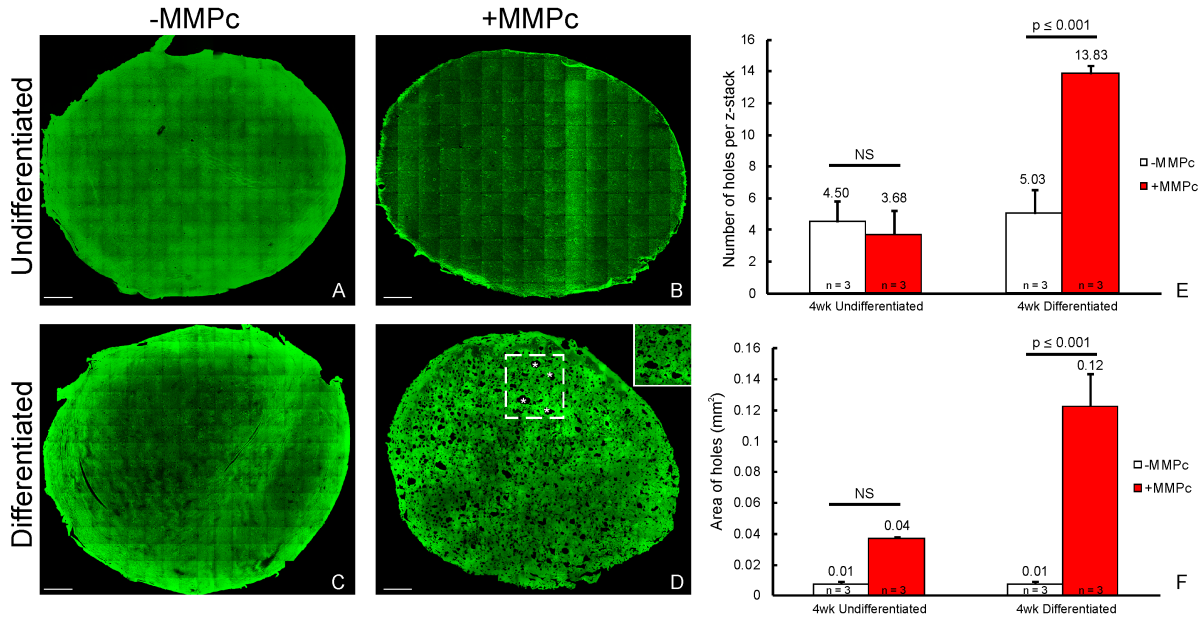 -MMPc
+MMPc
Undifferentiated
Differentiated
A
B
C
*
*
*
*
D
Number of holes per z-stack
16
14
12
10
8
6
4
2
0
NS
4.50
3.68
p ≤ 0.001
5.03
13.83
n = 3
n = 3
n = 3
n = 3
4wk Undifferentiated
4wk Differentiated
-MMPc
+MMPc
E
Area of holes (mm²)
0.16
0.14
0.12
0.10
0.08
0.06
0.04
0.02
0
NS
0.01
0.04
p ≤ 0.001
0.01
0.12
n = 3
n = 3
n = 3
n = 3
4wk Undifferentiated
4wk Differentiated
-MMPc
+MMPc
F